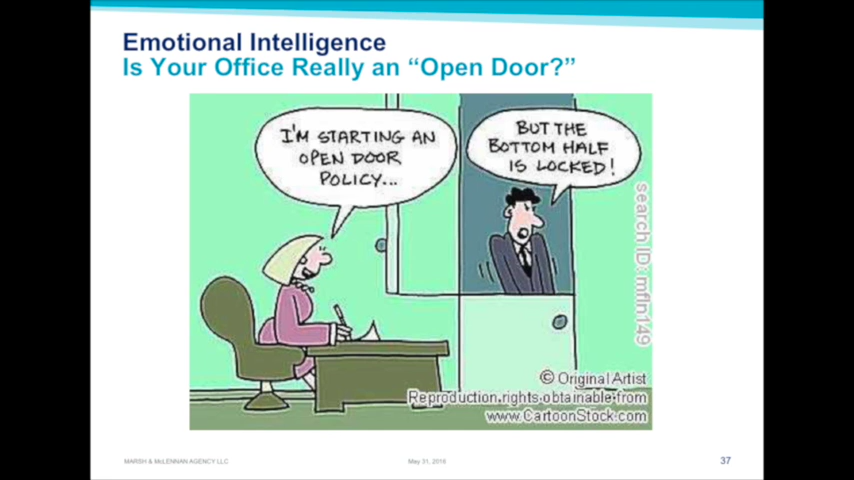 Emotional Intelligence
Is Your Office Really an “Open Door?”
I'M STARTING AN
OPEN DOOR
POLICY...
BUT THE
BOTTOM HALF
IS LOCKED!
search ID: mfln149
© Original Artist
Reproduction rights obtainable from
www.CartoonStock.com
MARSH & McLENNAN AGENCY LLC
May 31, 2016
37